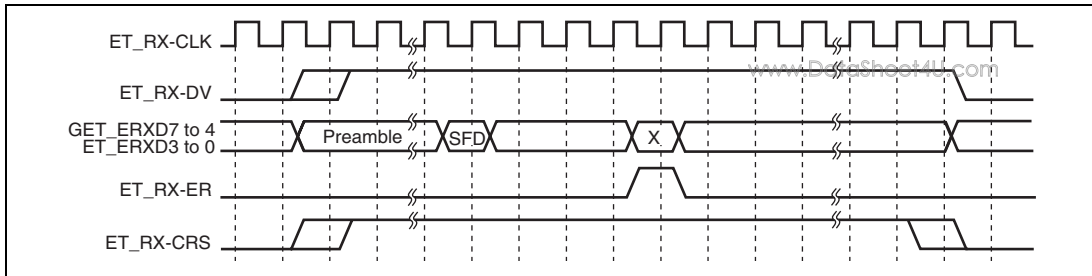 ET_RX-CLK
www.DataSheet4U.com
ET_RX-DV
GET_ERXD7 to 4
ET_ERXD3 to 0
Preamble
SFD
X
ET_RX-ER
ET_RX-CRS